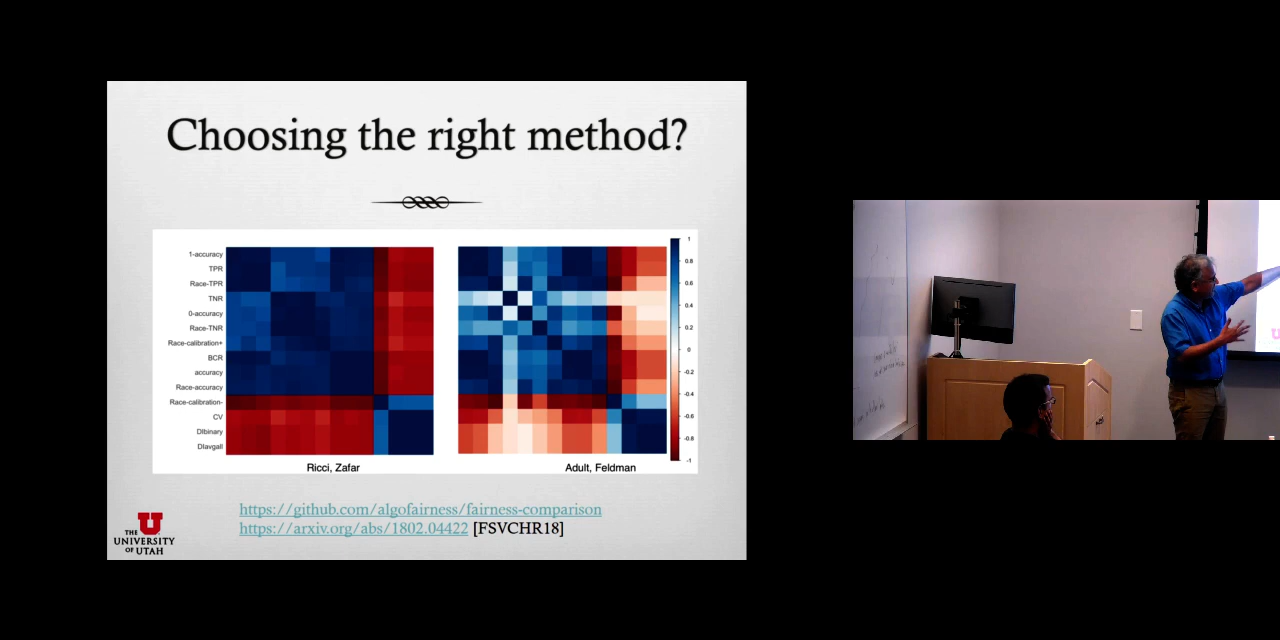 Choosing the right method?
1-accuracy
TPR
Race-TPR
TNR
0-accuracy
Race-TNR
Race-calibration+
BCR
accuracy
Race-accuracy
Race-calibration-
CV
DIbinary
DIavgall
1
0.8
0.6
0.4
0.2
0
-0.2
-0.4
-0.6
-0.8
-1
Ricci, Zafar
Adult, Feldman
https://github.com/algofairness/fairness-comparison
https://arxiv.org/abs/1802.04422 [FSVCHR18]
THE U
UNIVERSITY
OF UTAH